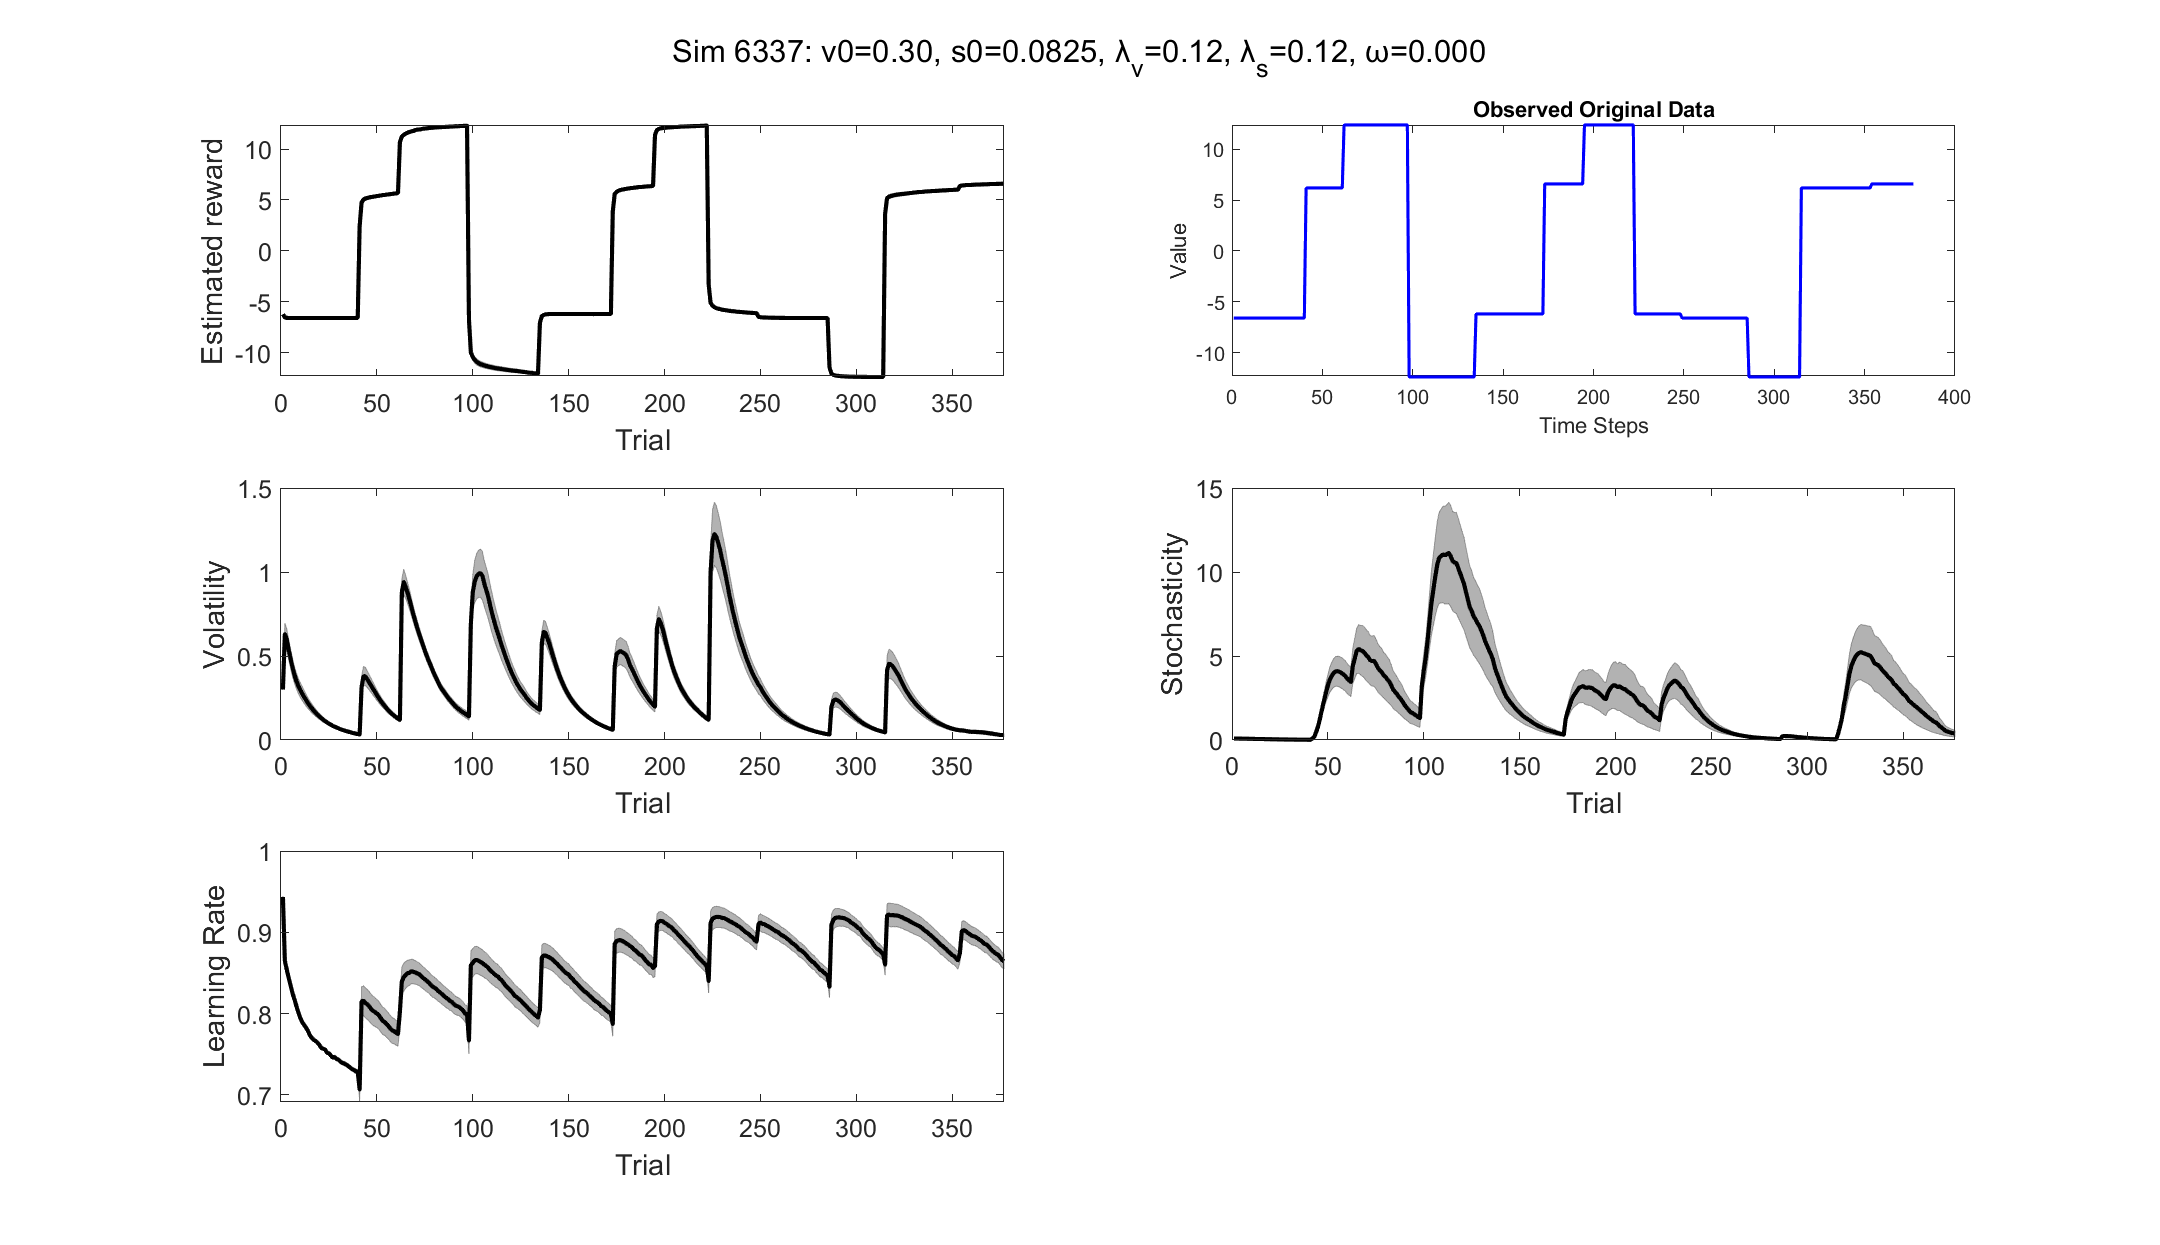 Sim 6337: v0=0.30, s0=0.0825, λv=0.12, λs=0.12, ω=0.000
Estimated reward
10
5
0
-5
-10
0 50 100 150 200 250 300 350
Trial
Observed Original Data
Value
10
5
0
-5
-10
0 50 100 150 200 250 300 350 400
Time Steps
Volatility
1.5
1
0.5
0
0 50 100 150 200 250 300 350
Trial
Stochasticity
15
10
5
0
0 50 100 150 200 250 300 350
Trial
Learning Rate
1
0.9
0.8
0.7
0 50 100 150 200 250 300 350
Trial